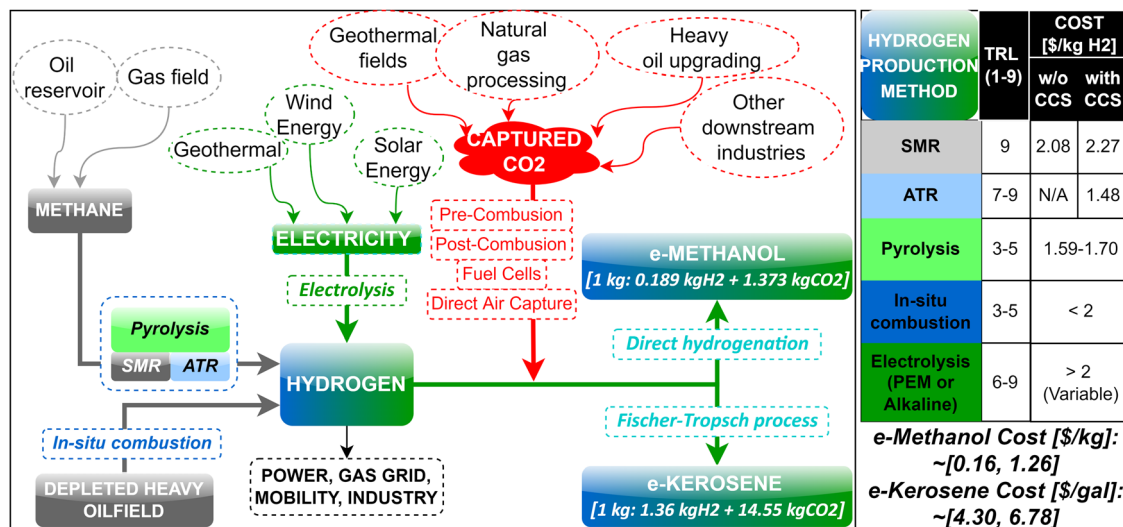 Oil
reservoir
Gas field
METHANE
Geothermal
Wind
Energy
Solar
Energy
ELECTRICITY
Electrolysis
Geothermal
fields
Natural
gas
processing
Heavy
oil upgrading
Other
downstream
industries
CAPTURED
CO2
Pre-Combusion
Post-Combusion
Fuel Cells
Direct Air Capture
Pyrolysis
SMR
ATR
HYDROGEN
In-situ combustion
DEPLETED HEAVY
OILFIELD
POWER, GAS GRID,
MOBILITY, INDUSTRY
e-METHANOL
[1 kg: 0.189 kgH2 + 1.373 kgCO2]
Direct hydrogenation
Fischer-Tropsch process
e-KEROSENE
[1 kg: 1.36 kgH2 + 14.55 kgCO2]
HYDROGEN
PRODUCTION
METHOD
TRL
(1-9)
COST
[$/kg H2]
w/o
CCS
with
CCS
SMR 9 2.08 2.27
ATR 7-9 N/A 1.48
Pyrolysis 3-5 1.59-1.70
In-situ
combustion
3-5 < 2
Electrolysis
(PEM or
Alkaline)
6-9
> 2
(Variable)
e-Methanol Cost [$/kg]:
~[0.16, 1.26]
e-Kerosene Cost [$/gal]:
~[4.30, 6.78]